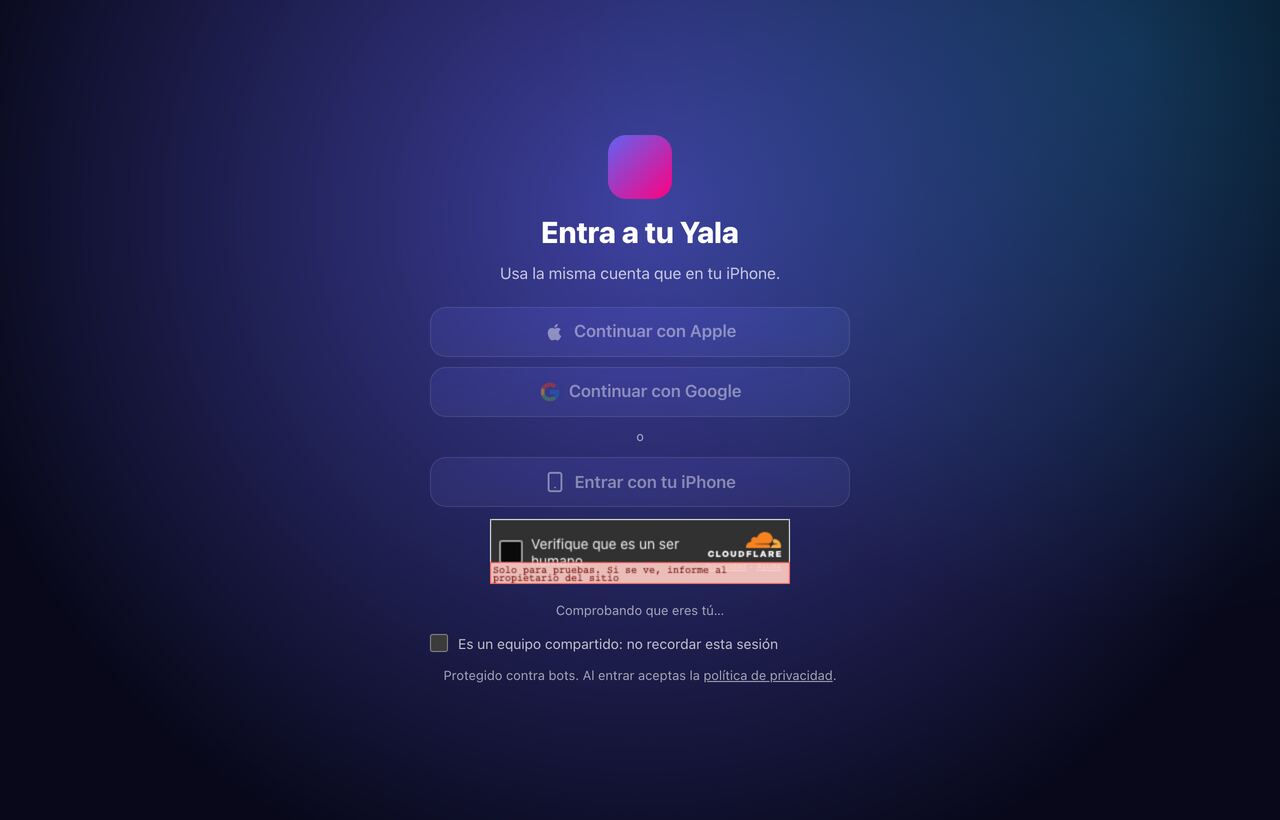 Entra a tu Yala
Usa la misma cuenta que en tu iPhone.
Continuar con Apple
Continuar con Google
o
Entrar con tu iPhone
Verifique que es un ser
humano
CLOUDFLARE
Solo para pruebas. Si se ve, informe al
propietario del sitio
Comprobando que eres tú...
Es un equipo compartido: no recordar esta sesión
Protegido contra bots. Al entrar aceptas la política de privacidad.